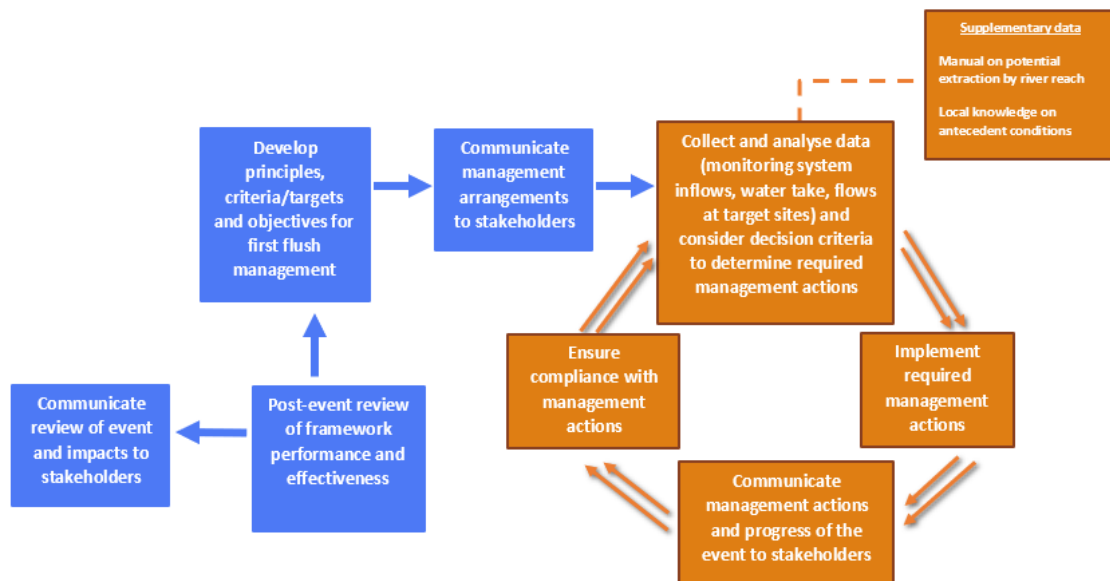 Develop
principles,
criteria/targets
and objectives for
first flush
management
Communicate
management
arrangements
to stakeholders
Collect and analyse data
(monitoring system
inflows, water take, flows
at target sites) and
consider decision criteria
to determine required
management actions
Supplementary data
Manual on potential
extraction by river reach
Local knowledge on
antecedent conditions
Implement
required
management
actions
Communicate
management actions
and progress of the
event to stakeholders
Ensure
compliance with
management
actions
Post-event review
of framework
performance and
effectiveness
Communicate
review of event
and impacts to
stakeholders